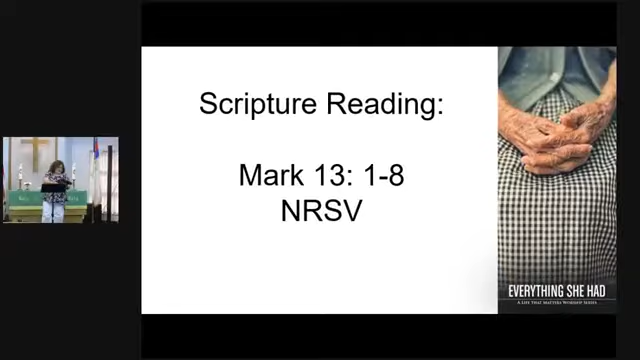 Scripture Reading:
Mark 13: 1-8
NRSV
EVERYTHING SHE HAD
A LIFE THAT MATTERS WORSHIP SERIES